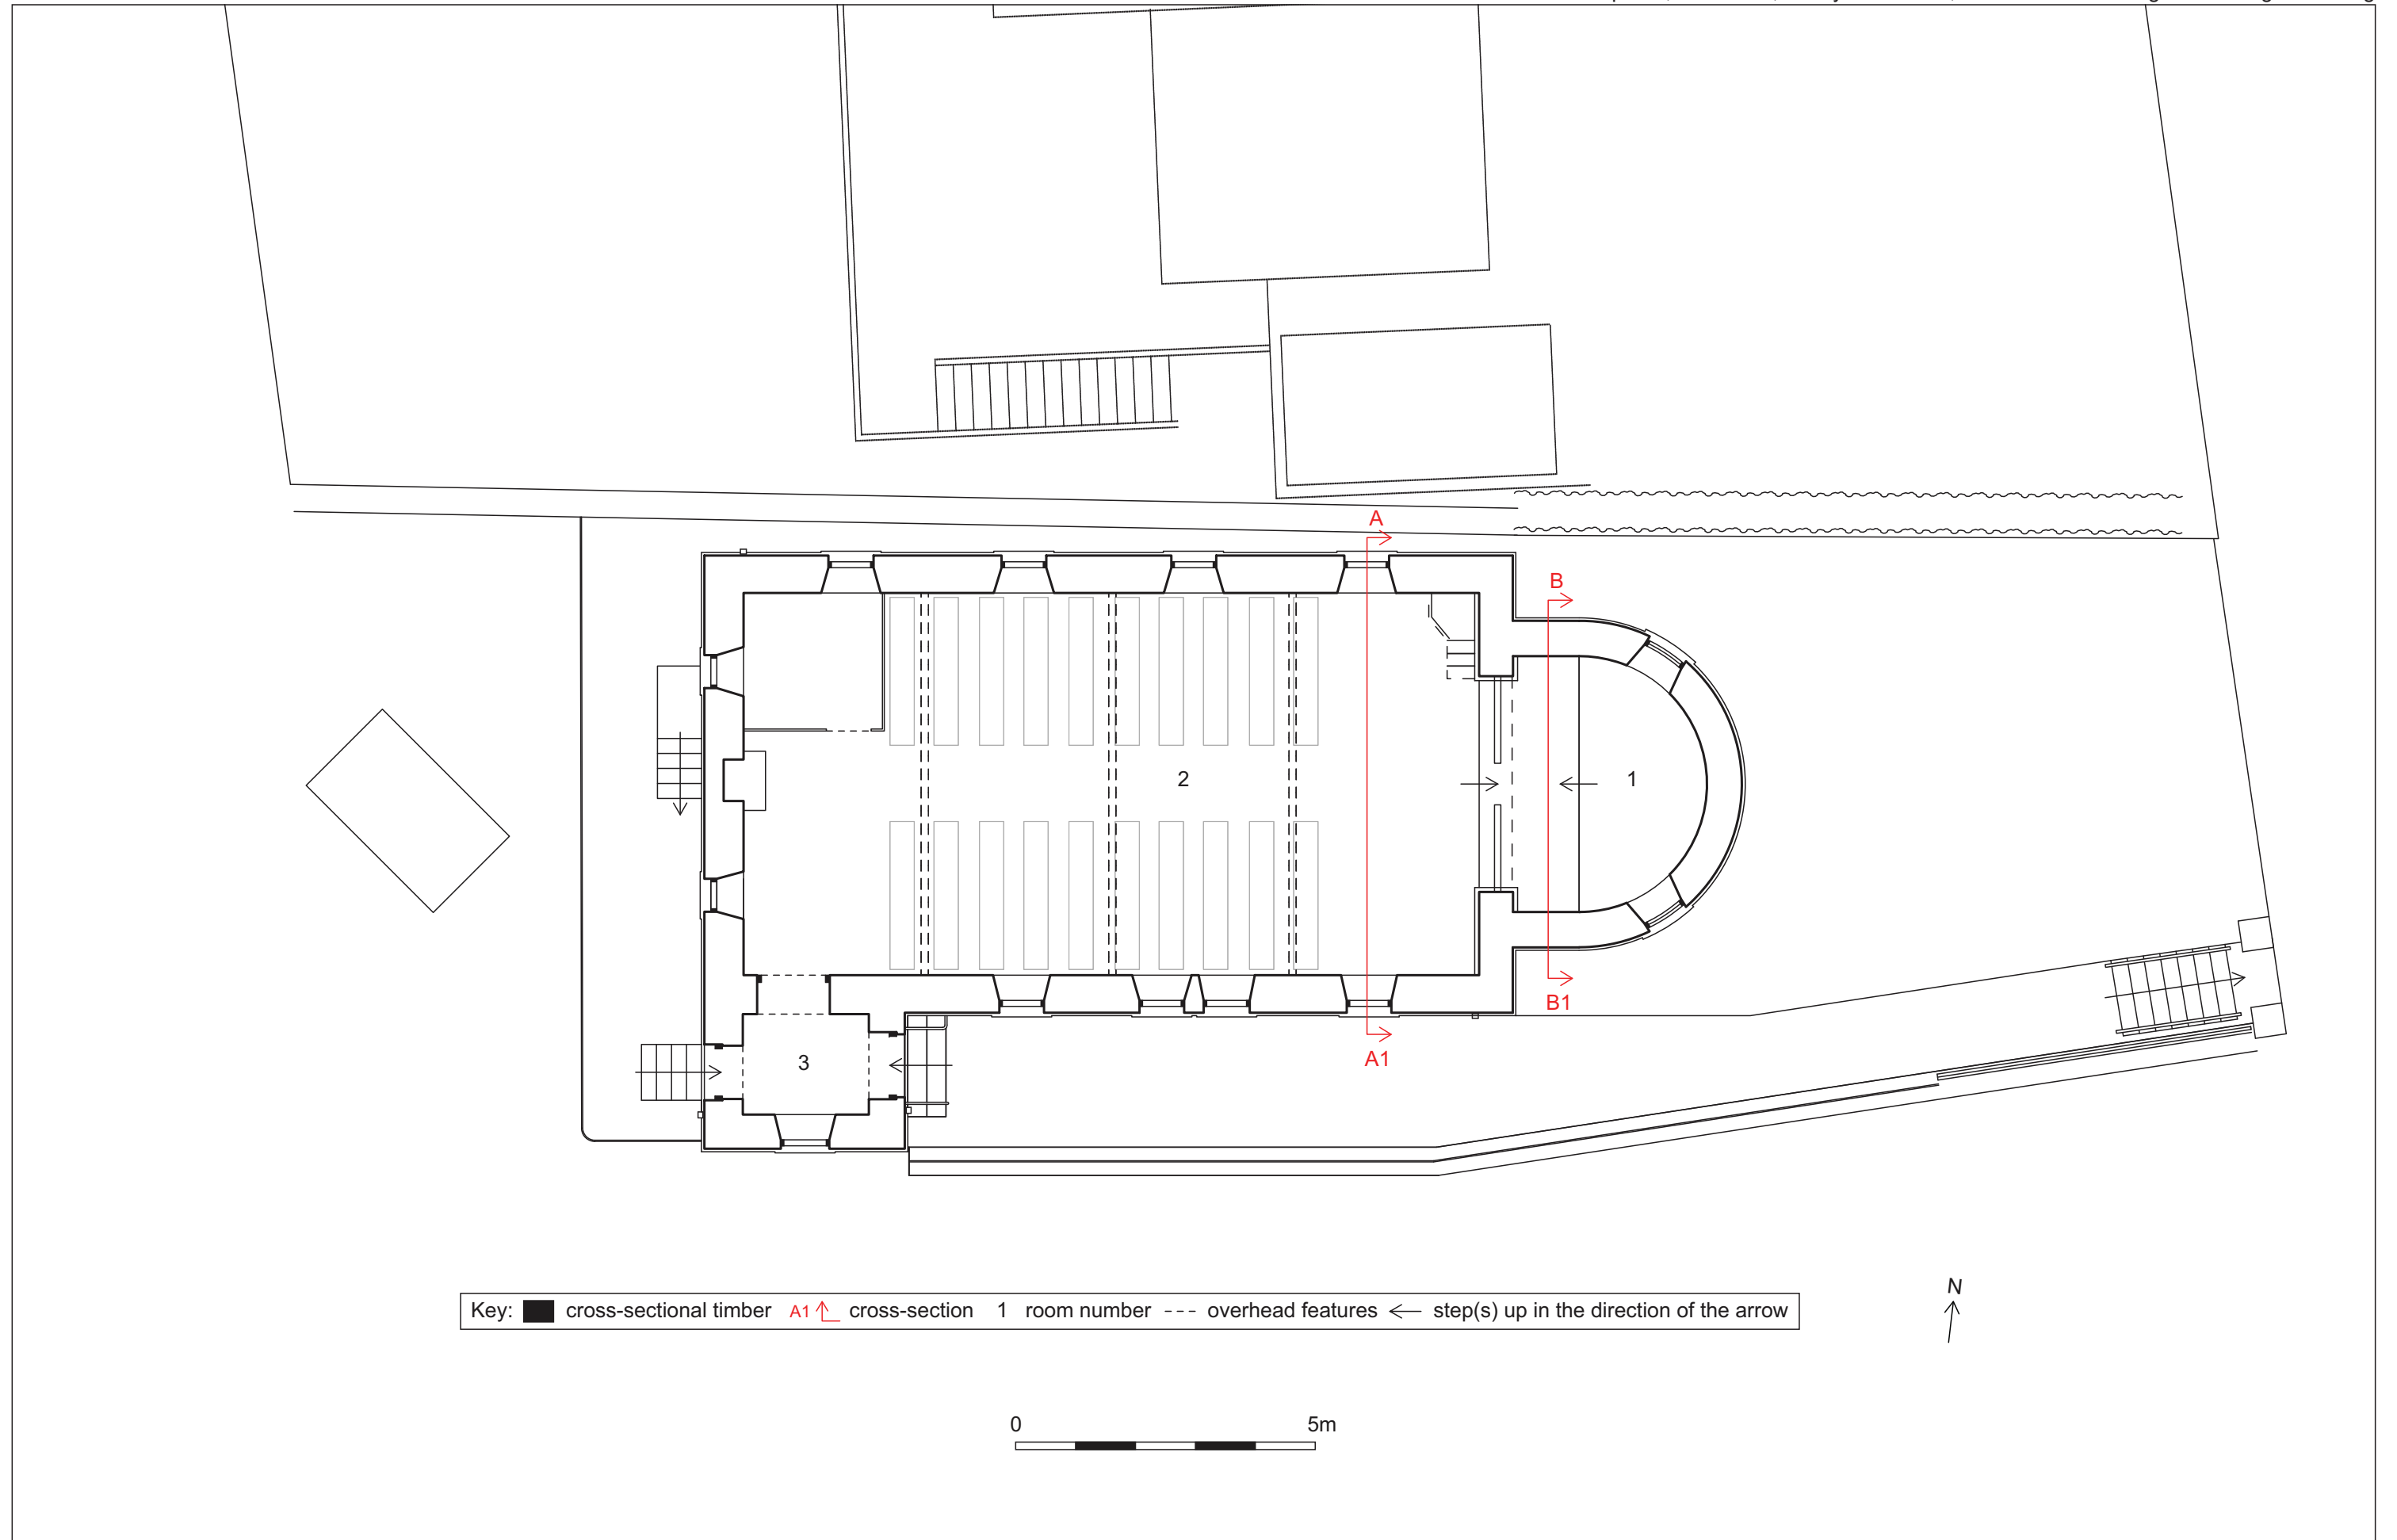 A
B
2
1
B1
A1
3
N
Key: cross-sectional timber A1 cross-section 1 room number overhead features step(s) up in the direction of the arrow
0 5m